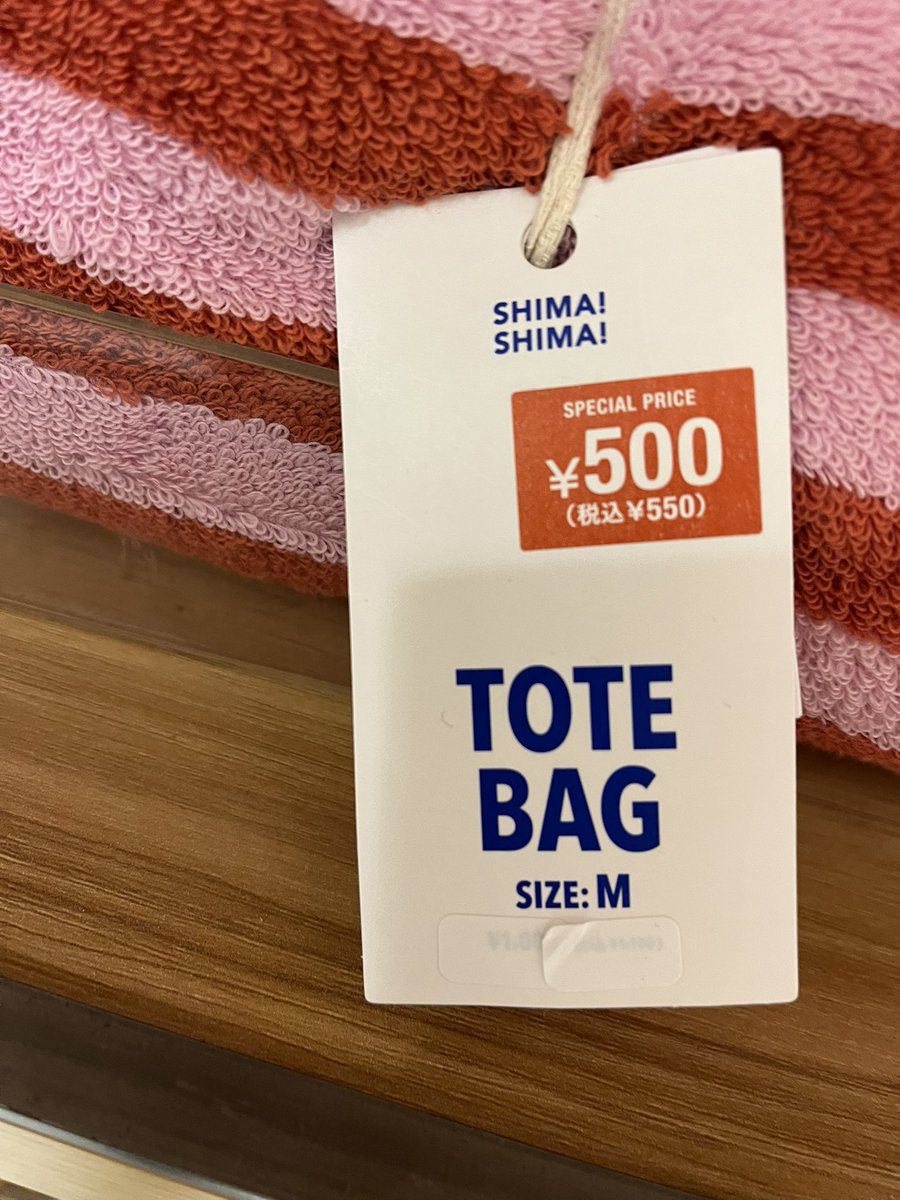 SHIMA!
SHIMA!
SPECIAL PRICE
¥500
(税込¥550)
TOTE
BAG
SIZE: M